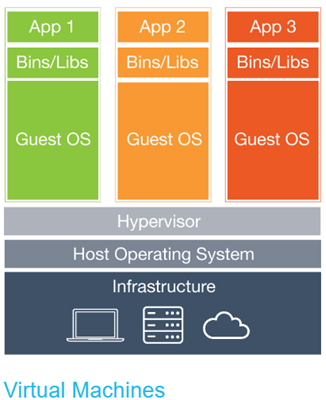 App 1 App 2 App 3
Bins/Libs Bins/Libs Bins/Libs
Guest OS Guest OS Guest OS
Hypervisor
Host Operating System
Infrastructure
Virtual Machines